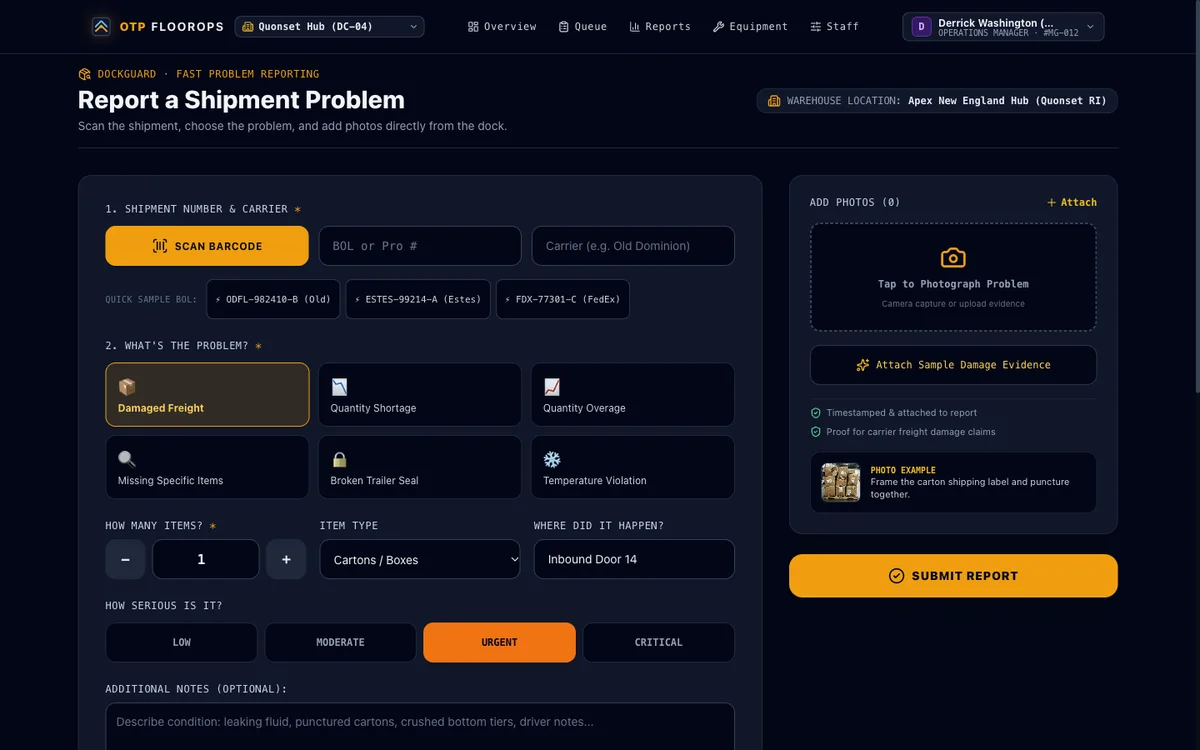 OTP FLOOROPS
Quonset Hub (DC-04)
Overview
Queue
Reports
Equipment
Staff
D
Derrick Washington (...
OPERATIONS MANAGER · #MG-012
DOCKGUARD · FAST PROBLEM REPORTING
Report a Shipment Problem
Scan the shipment, choose the problem, and add photos directly from the dock.
WAREHOUSE LOCATION: Apex New England Hub (Quonset RI)
1. SHIPMENT NUMBER & CARRIER *
SCAN BARCODE
BOL or Pro #
Carrier (e.g. Old Dominion)
QUICK SAMPLE BOL:
⚡ ODFL-982410-B (Old)
⚡ ESTES-99214-A (Estes)
⚡ FDX-77301-C (FedEx)
2. WHAT'S THE PROBLEM? *
Damaged Freight
Quantity Shortage
Quantity Overage
Missing Specific Items
Broken Trailer Seal
Temperature Violation
HOW MANY ITEMS? *
− 1 +
ITEM TYPE
Cartons / Boxes
WHERE DID IT HAPPEN?
Inbound Door 14
HOW SERIOUS IS IT?
LOW
MODERATE
URGENT
CRITICAL
ADDITIONAL NOTES (OPTIONAL):
Describe condition: leaking fluid, punctured cartons, crushed bottom tiers, driver notes...
ADD PHOTOS (0)
+ Attach
Tap to Photograph Problem
Camera capture or upload evidence
Attach Sample Damage Evidence
Timestamped & attached to report
Proof for carrier freight damage claims
PHOTO EXAMPLE
Frame the carton shipping label and puncture
together.
SUBMIT REPORT